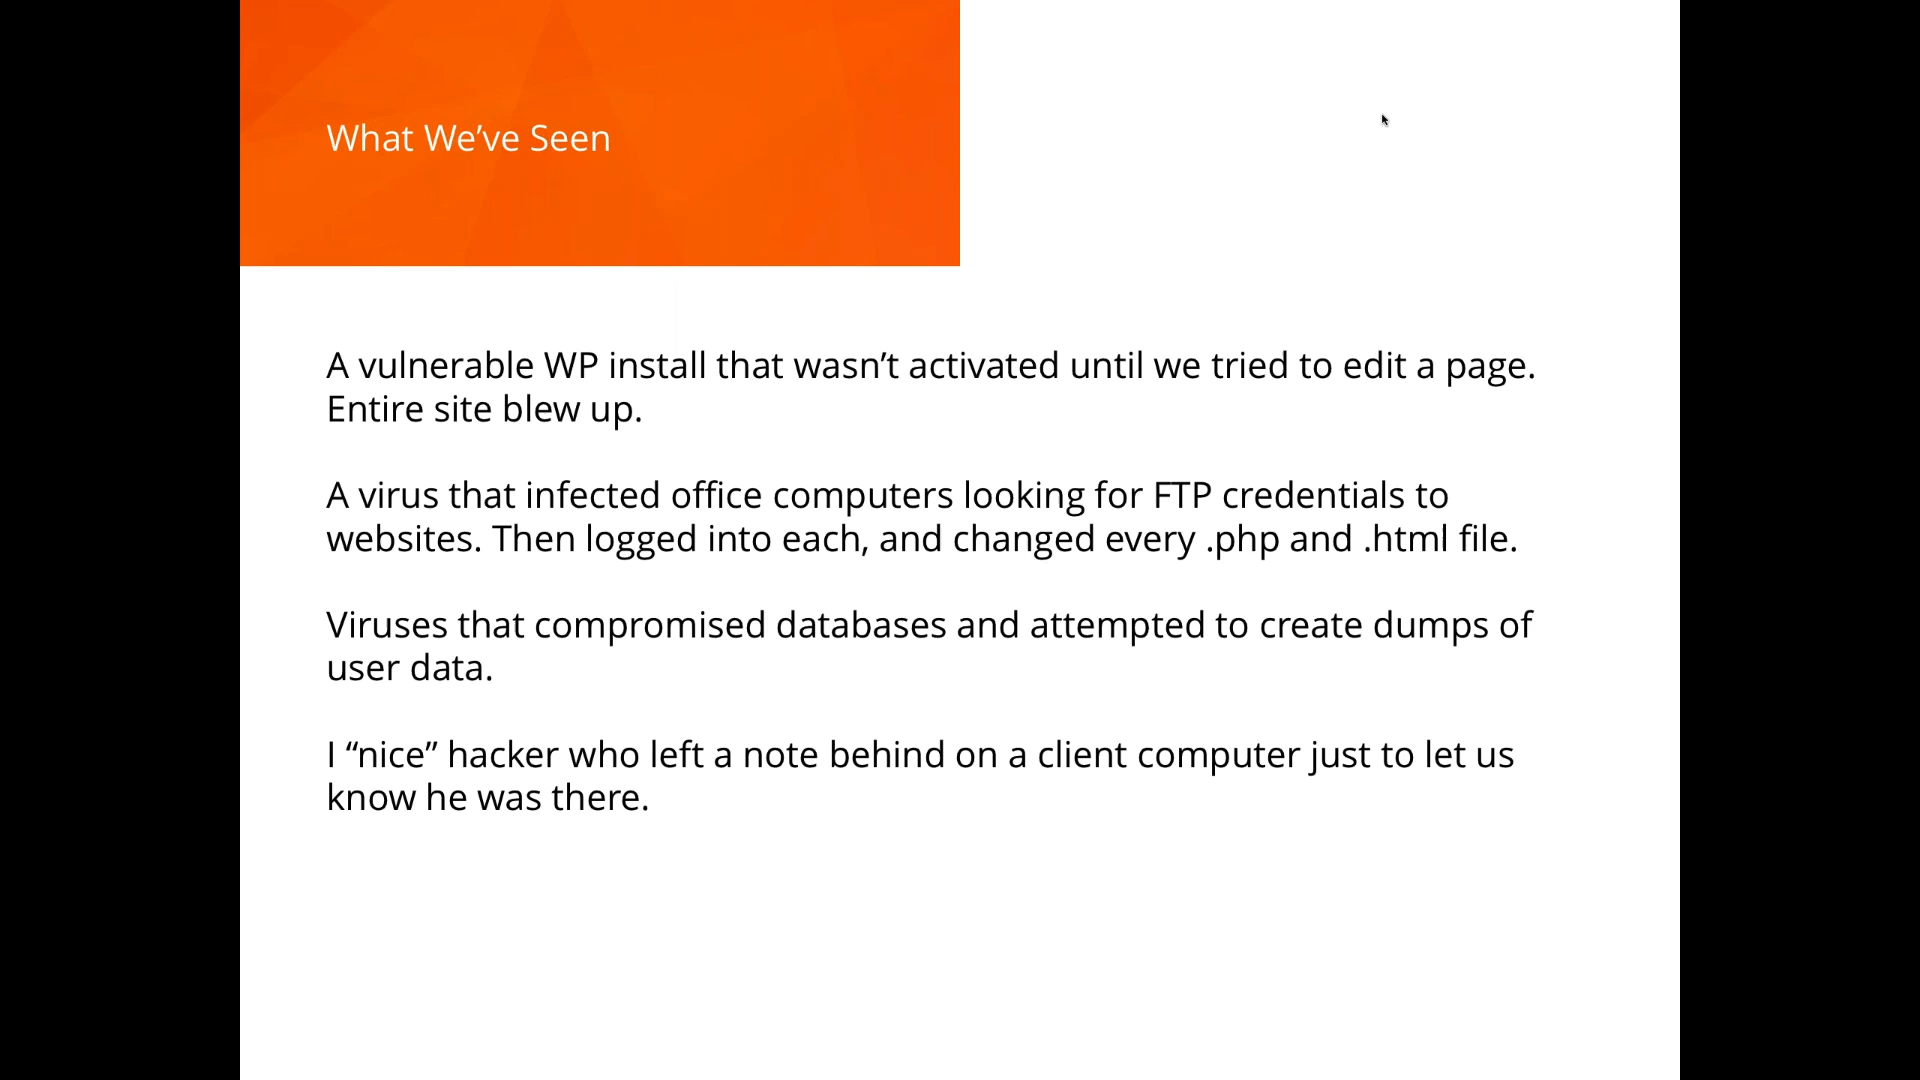 What We’ve Seen
A vulnerable WP install that wasn’t activated until we tried to edit a page.
Entire site blew up.
A virus that infected office computers looking for FTP credentials to
websites. Then logged into each, and changed every .php and .html file.
Viruses that compromised databases and attempted to create dumps of
user data.
I “nice” hacker who left a note behind on a client computer just to let us
know he was there.